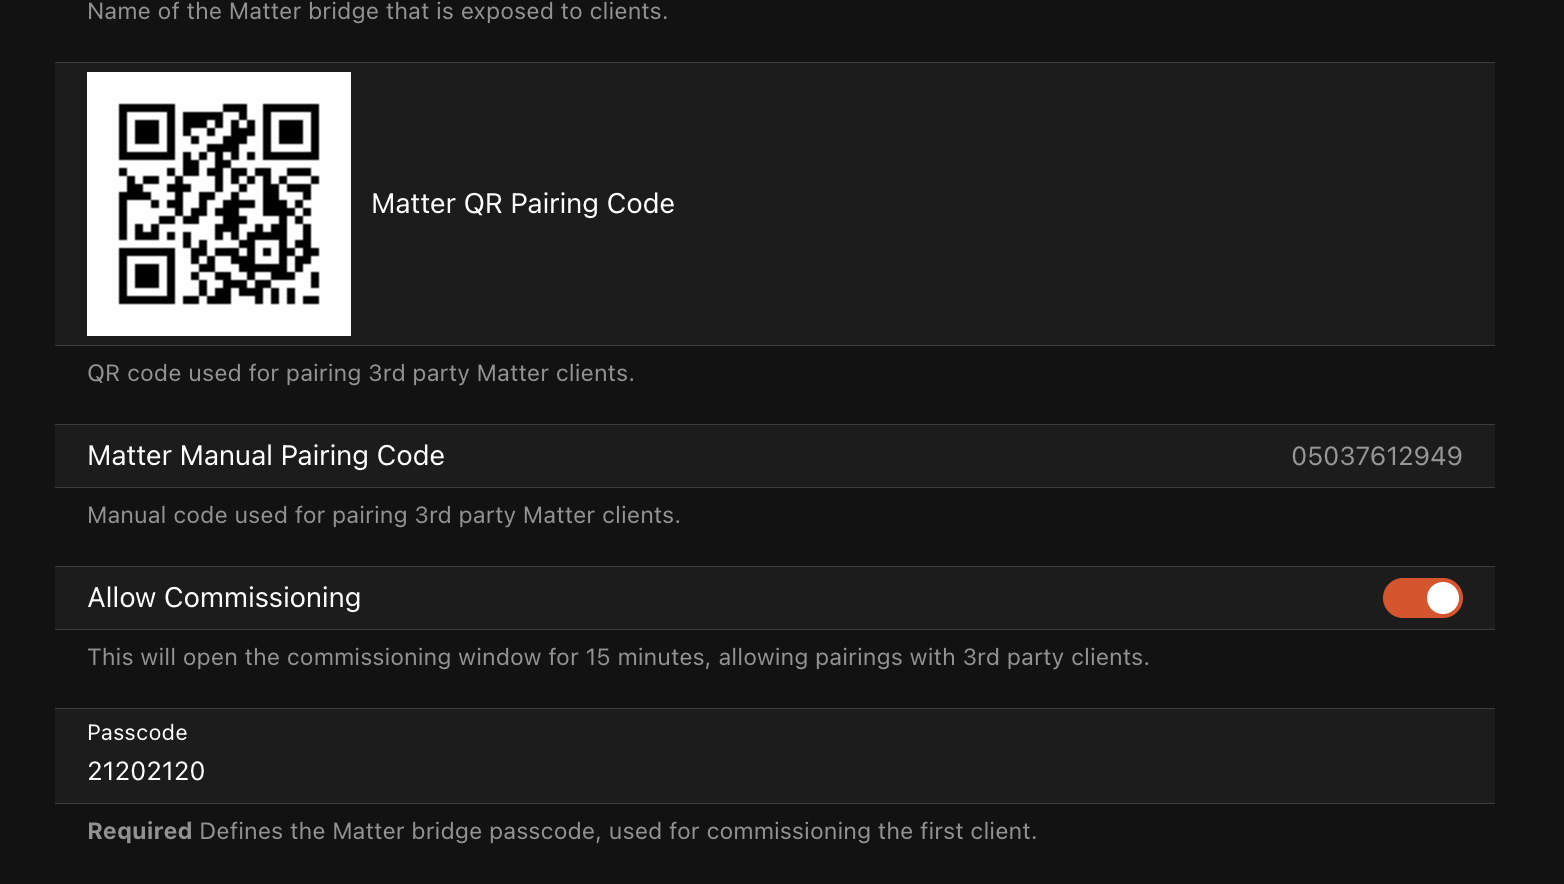 Name of the Matter bridge that is exposed to clients.
Matter QR Pairing Code
QR code used for pairing 3rd party Matter clients.
Matter Manual Pairing Code 05037612949
Manual code used for pairing 3rd party Matter clients.
Allow Commissioning
This will open the commissioning window for 15 minutes, allowing pairings with 3rd party clients.
Passcode
21202120
Required Defines the Matter bridge passcode, used for commissioning the first client.